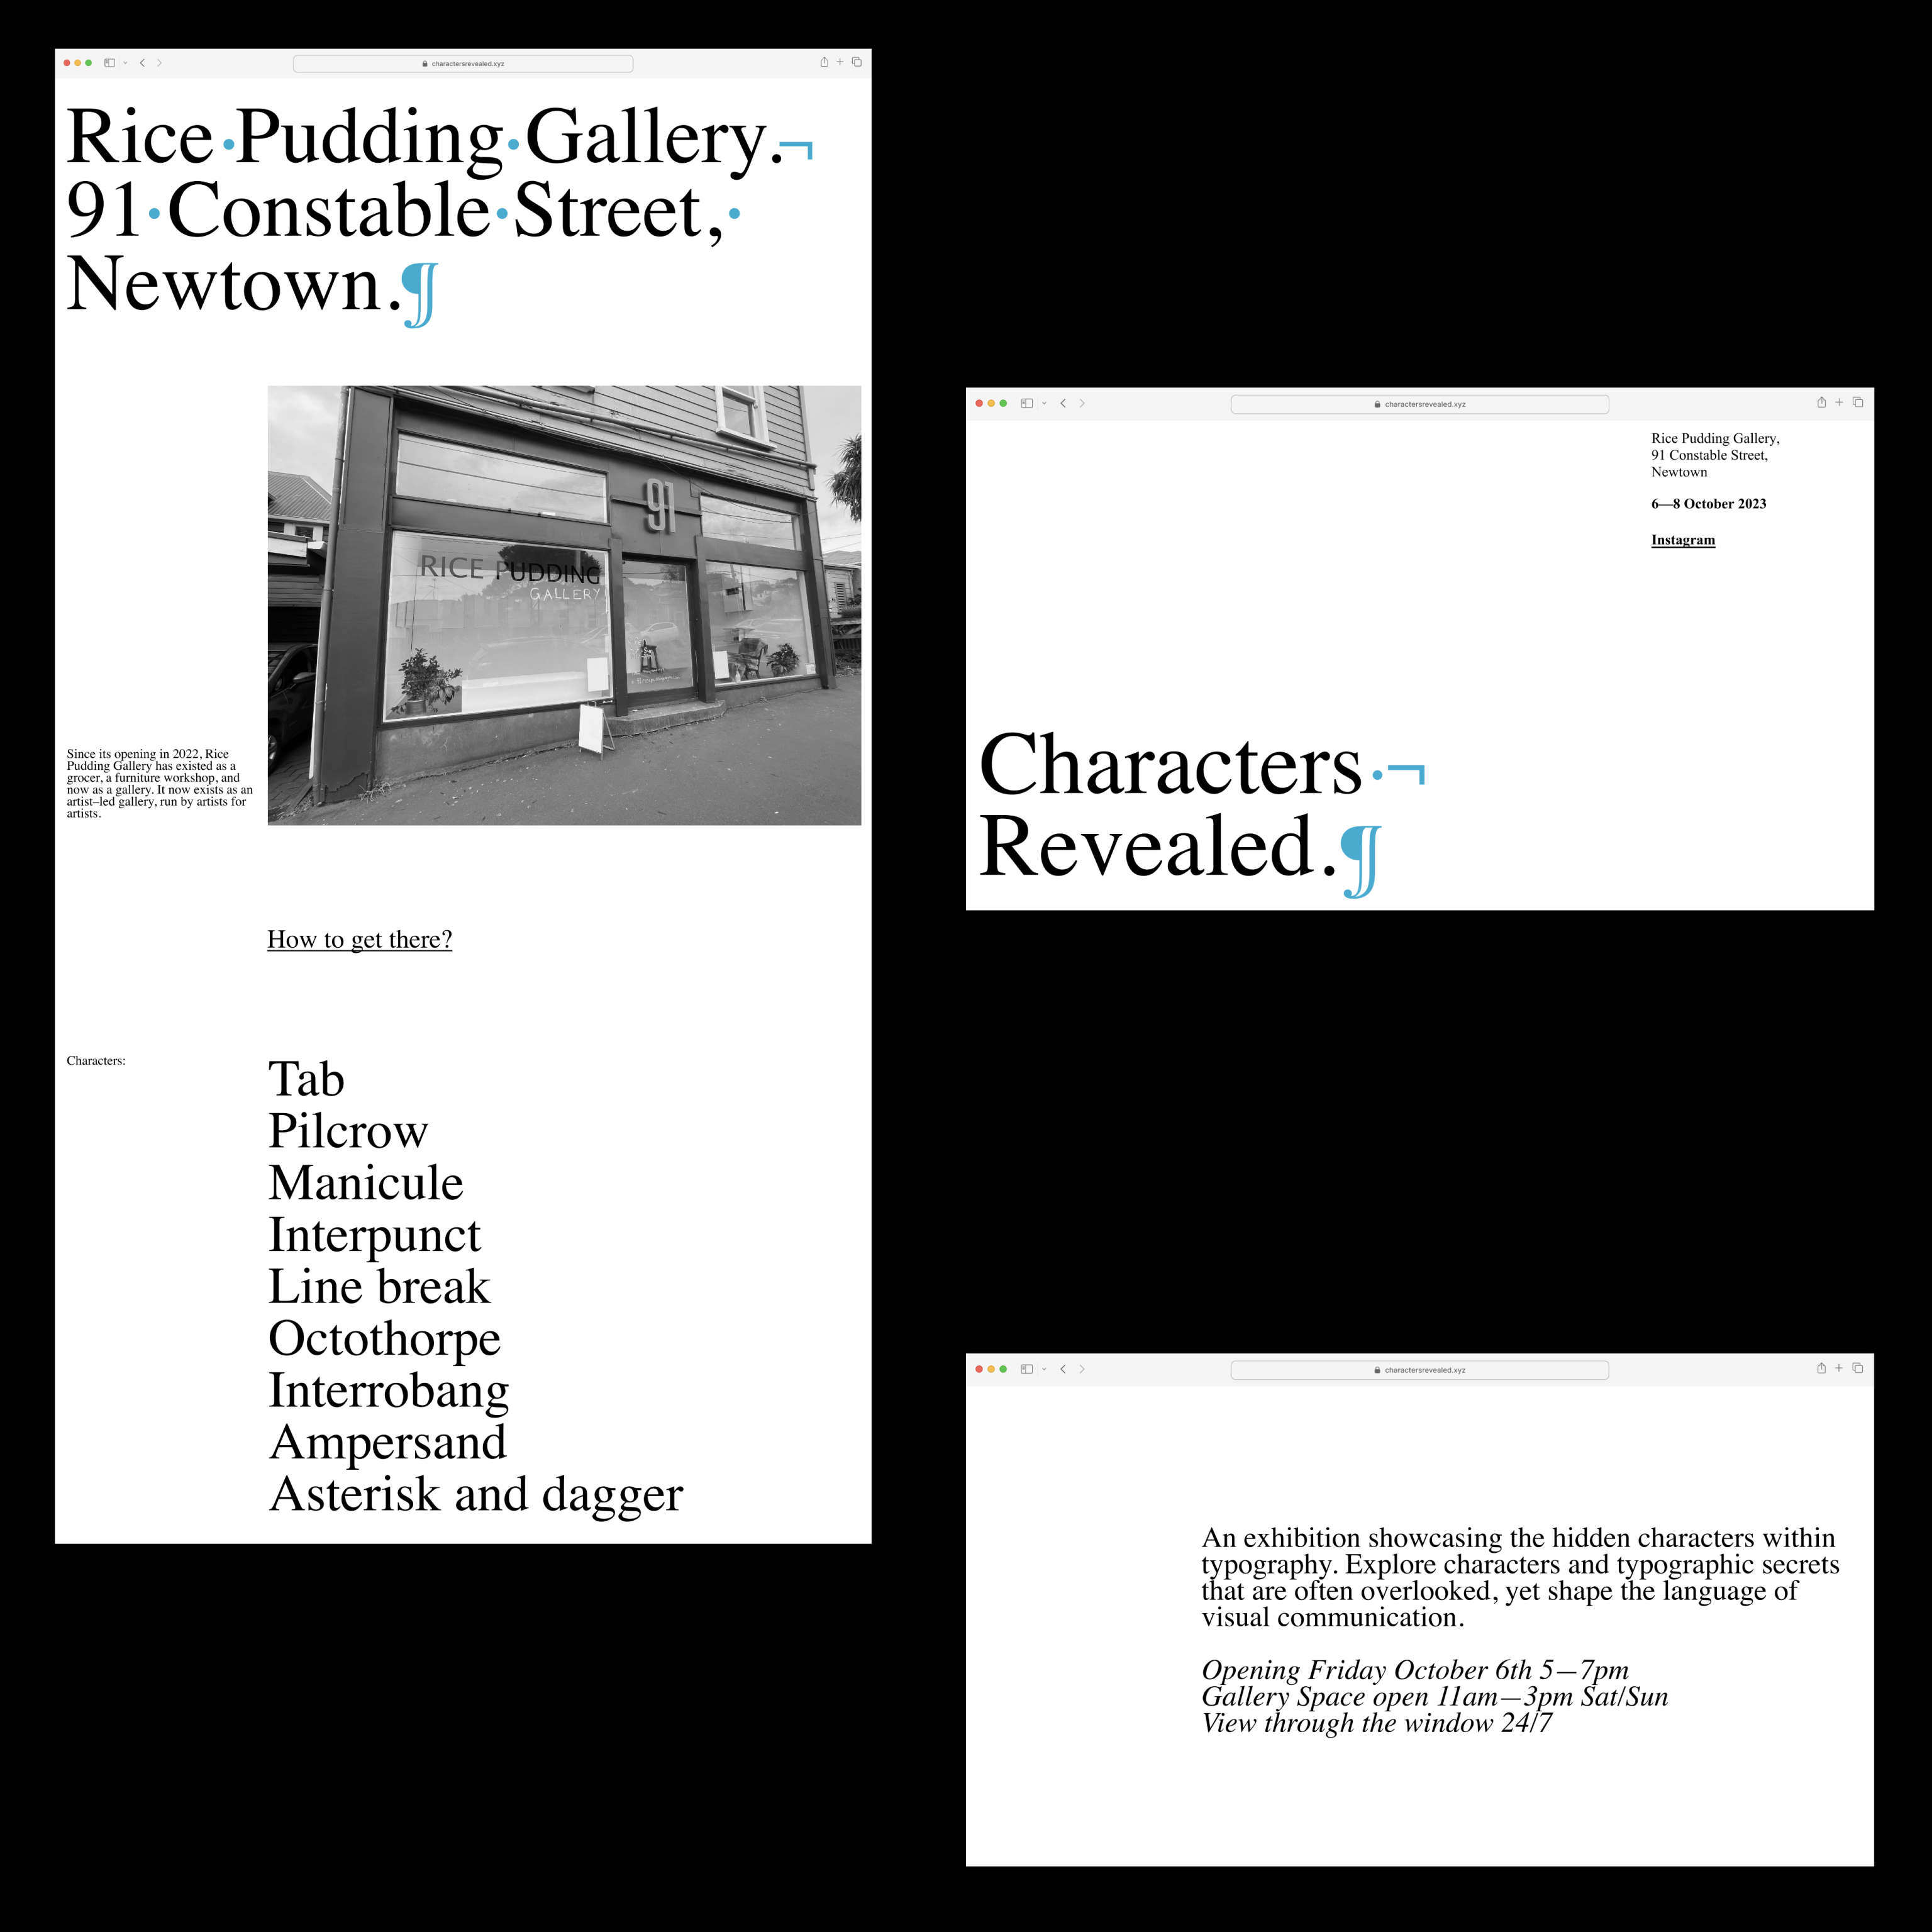 charactersrevealed.xyz
Rice·Pudding·Gallery.¬
91·Constable·Street,·
Newtown.¶
91
RICE PUDDING
GALLERY
Since its opening in 2022, Rice
Pudding Gallery has existed as a
grocer, a furniture workshop, and
now as a gallery. It now exists as an
artist–led gallery, run by artists for
artists.
How to get there?
Characters:
Tab
Pilcrow
Manicule
Interpunct
Line break
Octothorpe
Interrobang
Ampersand
Asterisk and dagger
charactersrevealed.xyz
Rice Pudding Gallery,
91 Constable Street,
Newtown
6—8 October 2023
Instagram
Characters·¬
Revealed.¶
charactersrevealed.xyz
An exhibition showcasing the hidden characters within
typography. Explore characters and typographic secrets
that are often overlooked, yet shape the language of
visual communication.
Opening Friday October 6th 5—7pm
Gallery Space open 11am—3pm Sat/Sun
View through the window 24/7